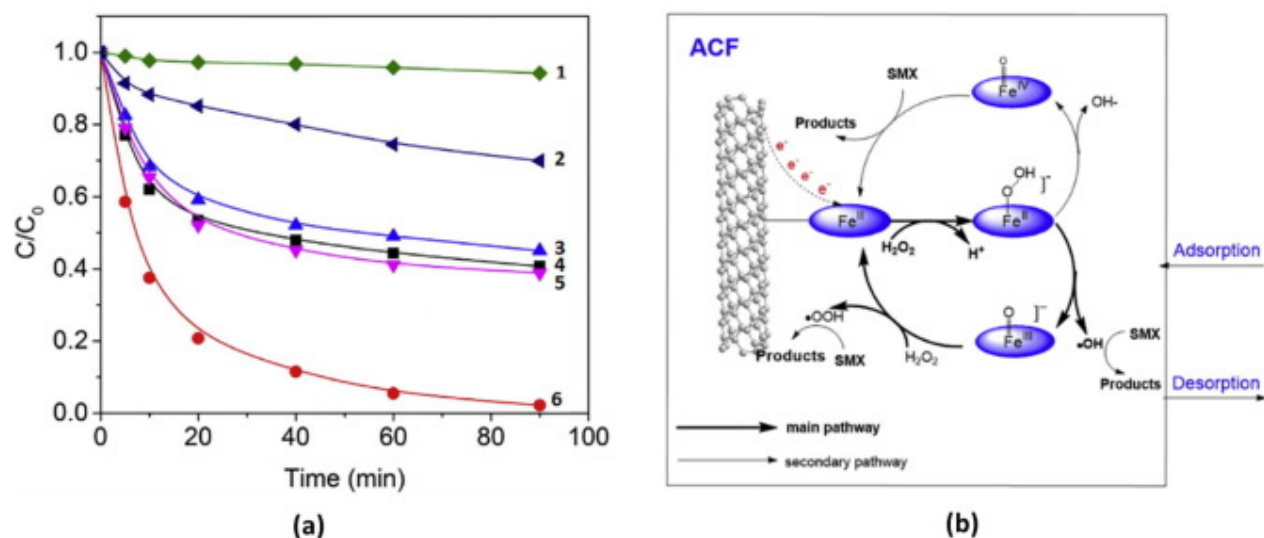 C/C0
1.0
0.8
0.6
0.4
0.2
0.0
1
2
3
4
5
6
0 20 40 60 80 100
Time (min)
(a)
ACF
O
FeIV
SMX
OH-
Products
e-
e-
e-
e-
OH
O
]-
FeII
FeII
H2O2
H+
Adsorption
•OOH
O
]-
FeIII
SMX
•OH
Products
SMX
H2O2
Products
Desorption
main pathway
secondary pathway
(b)